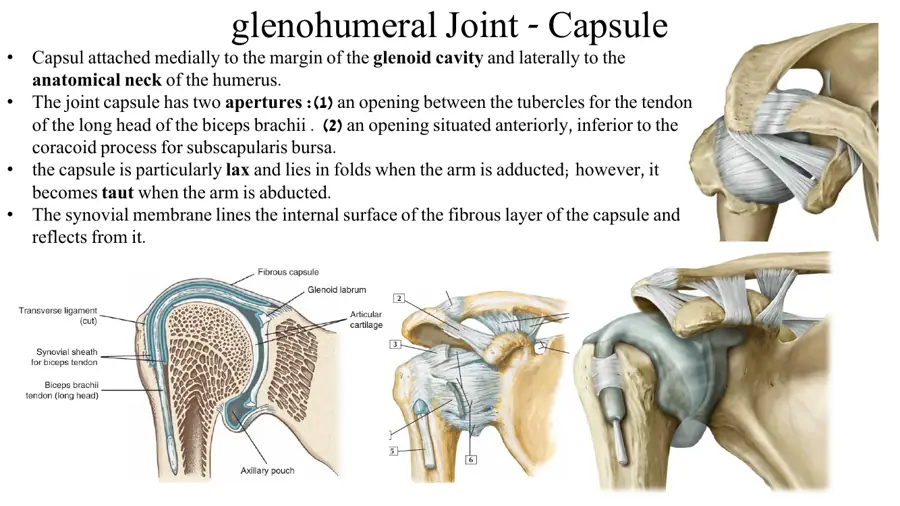 glenohumeral Joint - Capsule
• Capsul attached medially to the margin of the glenoid cavity and laterally to the
anatomical neck of the humerus.
• The joint capsule has two apertures :(1) an opening between the tubercles for the tendon
of the long head of the biceps brachii . (2) an opening situated anteriorly, inferior to the
coracoid process for subscapularis bursa.
• the capsule is particularly lax and lies in folds when the arm is adducted; however, it
becomes taut when the arm is abducted.
• The synovial membrane lines the internal surface of the fibrous layer of the capsule and
reflects from it.
Fibrous capsule
Glenoid labrum
Transverse ligament
(cut)
Articular
cartilage
Synovial sheath
for biceps tendon
Biceps brachii
tendon (long head)
Axillary pouch
2
3
5
6